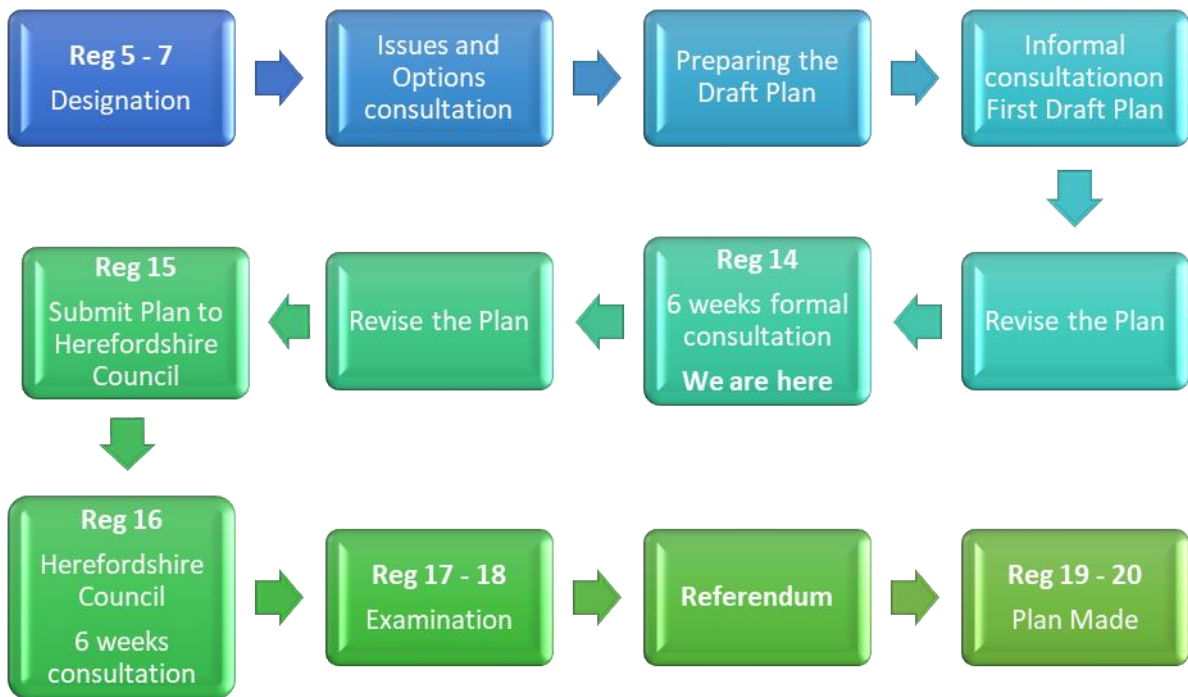 Reg 5 - 7
Designation
Issues and
Options
consultation
Preparing the
Draft Plan
Informal
consultationon
First Draft Plan
Revise the Plan
Reg 14
6 weeks formal
consultation
We are here
Revise the Plan
Reg 15
Submit Plan to
Herefordshire
Council
Reg 16
Herefordshire
Council
6 weeks
consultation
Reg 17 - 18
Examination
Referendum
Reg 19 - 20
Plan Made